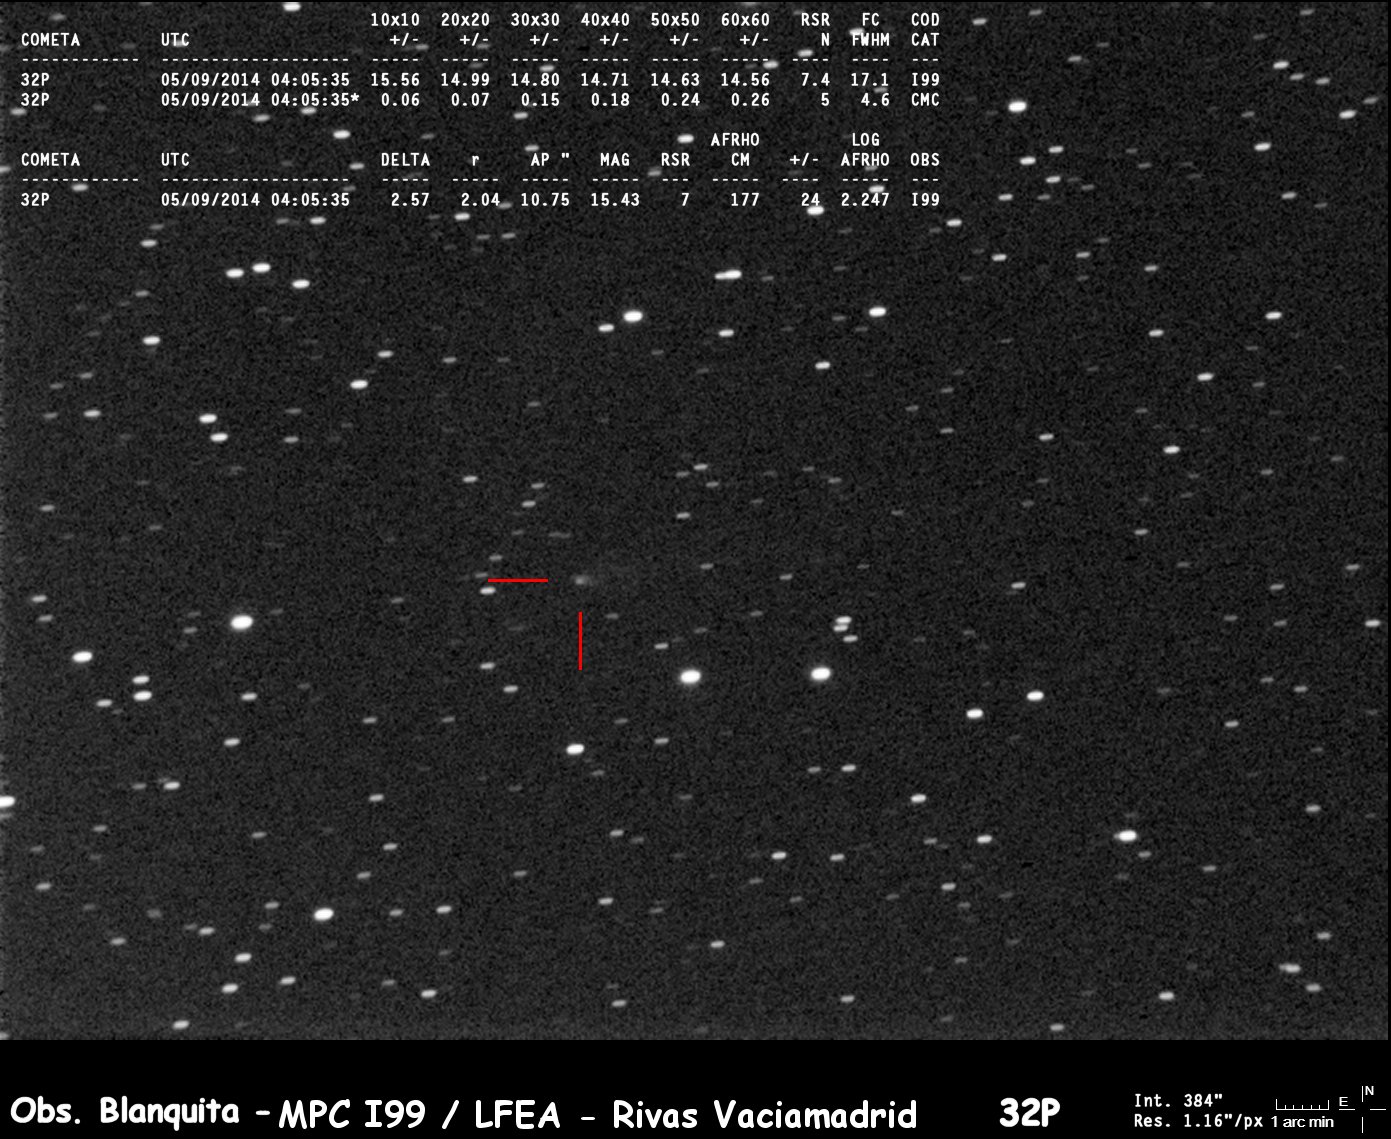 10x10 20x20 30x30 40x40 50x50 60x60 RSR FC COD
COMETA UTC +/- +/- +/- +/- +/- +/- N FWHM CAT
------------ ------------------- ----- ----- ----- ----- ----- ----- ---- ---- ---
32P 05/09/2014 04:05:35 15.56 14.99 14.80 14.71 14.63 14.56 7.4 17.1 I99
32P 05/09/2014 04:05:35* 0.06 0.07 0.15 0.18 0.24 0.26 5 4.6 CMC
AFRHO LOG
COMETA UTC DELTA r AP " MAG RSR CM +/- AFRHO OBS
------------ ------------------- ----- ----- ----- ----- --- ----- ---- ----- ---
32P 05/09/2014 04:05:35 2.57 2.04 10.75 15.43 7 177 24 2.247 I99
Obs. Blanquita - MPC I99 / LFEA - Rivas Vaciamadrid 32P
Int. 384"
Res. 1.16"/px 1 arc min
E N